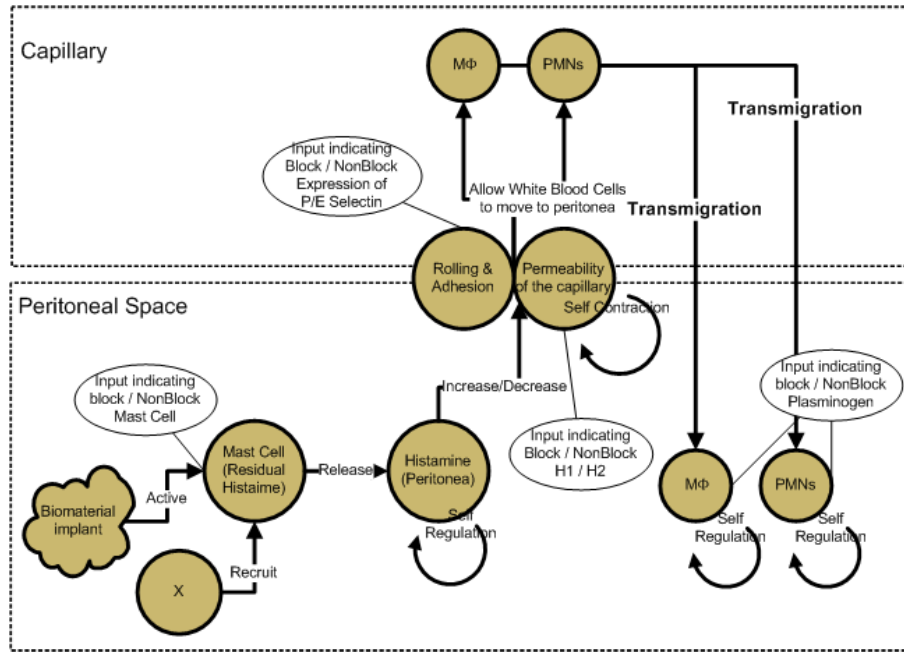 Capillary
MΦ
PMNs
Transmigration
Input indicating
Block / NonBlock
Expression of
P/E Selectin
Allow White Blood Cells
to move to peritonea
Transmigration
Rolling &
Adhesion
Permeability
of the capillary
Self Contraction
Peritoneal Space
Input indicating
block / NonBlock
Mast Cell
Increase/Decrease
Input indicating
block / NonBlock
Plasminogen
Mast Cell
(Residual
Histaime)
Release
Histamine
(Peritonea)
Input indicating
Block / NonBlock
H1 / H2
MΦ
PMNs
Biomaterial
implant
Active
Self
Regulation
Self
Regulation
Self
Regulation
X
Recruit